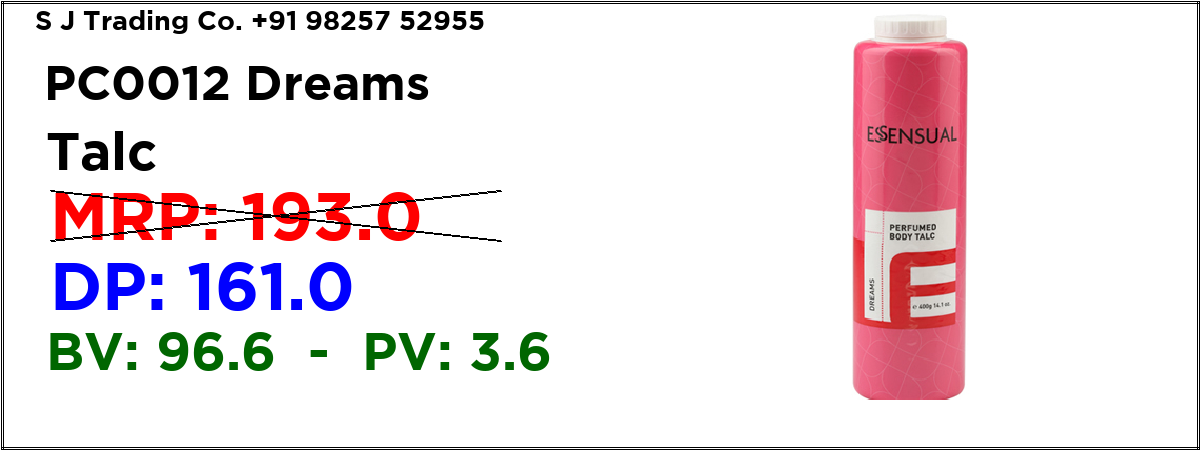 S J Trading Co. +91 98257 52955
PC0012 Dreams
Talc
MRP: 193.0
DP: 161.0
BV: 96.6 - PV: 3.6
ESSENSUAL
PERFUMED
BODY TALC
DREAMS
e 400g 14.1 oz.